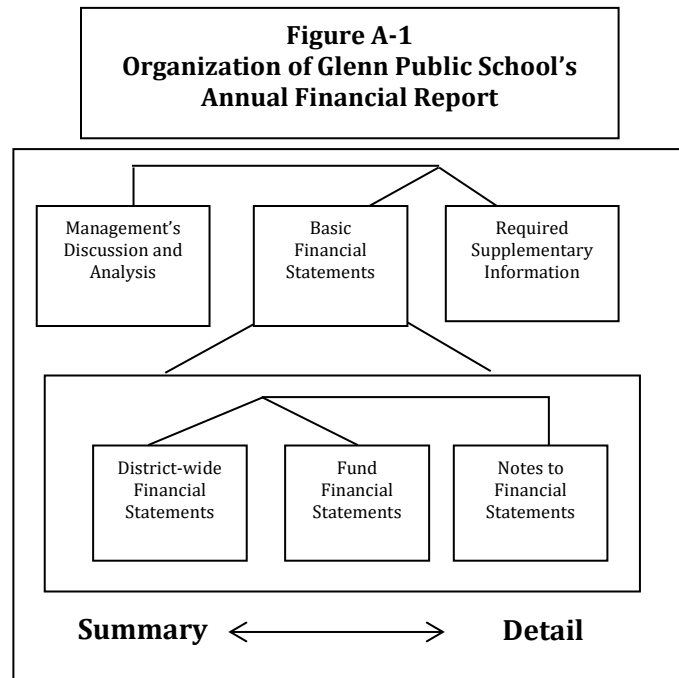 Figure A-1
Organization of Glenn Public School’s
Annual Financial Report
Management’s
Discussion and
Analysis
Basic
Financial
Statements
Required
Supplementary
Information
District-wide
Financial
Statements
Fund
Financial
Statements
Notes to
Financial
Statements
Summary
Detail